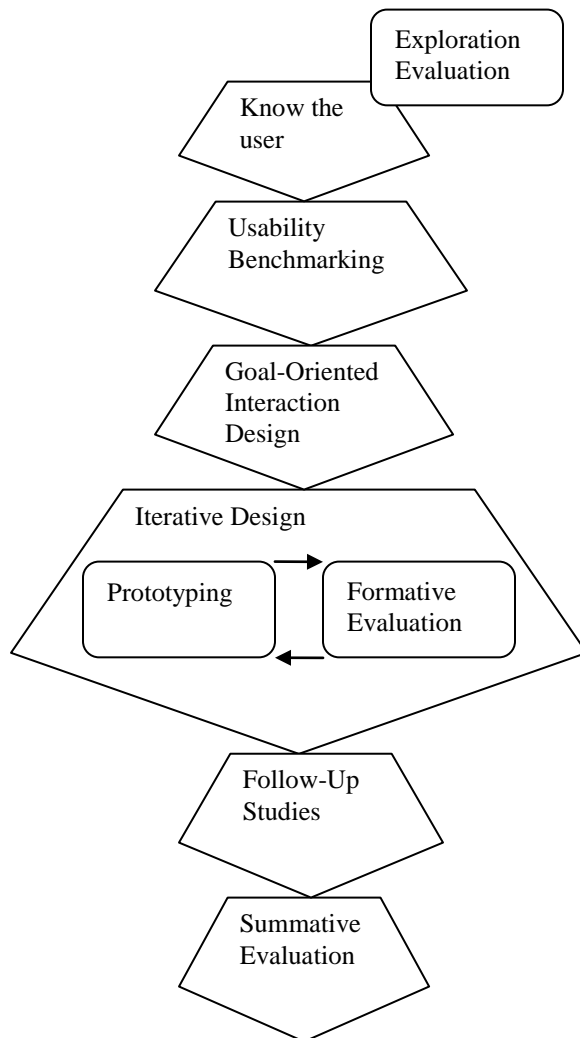 Exploration
Evaluation
Know the
user
Usability
Benchmarking
Goal-Oriented
Interaction
Design
Iterative Design
Prototyping
Formative
Evaluation
Follow-Up
Studies
Summative
Evaluation